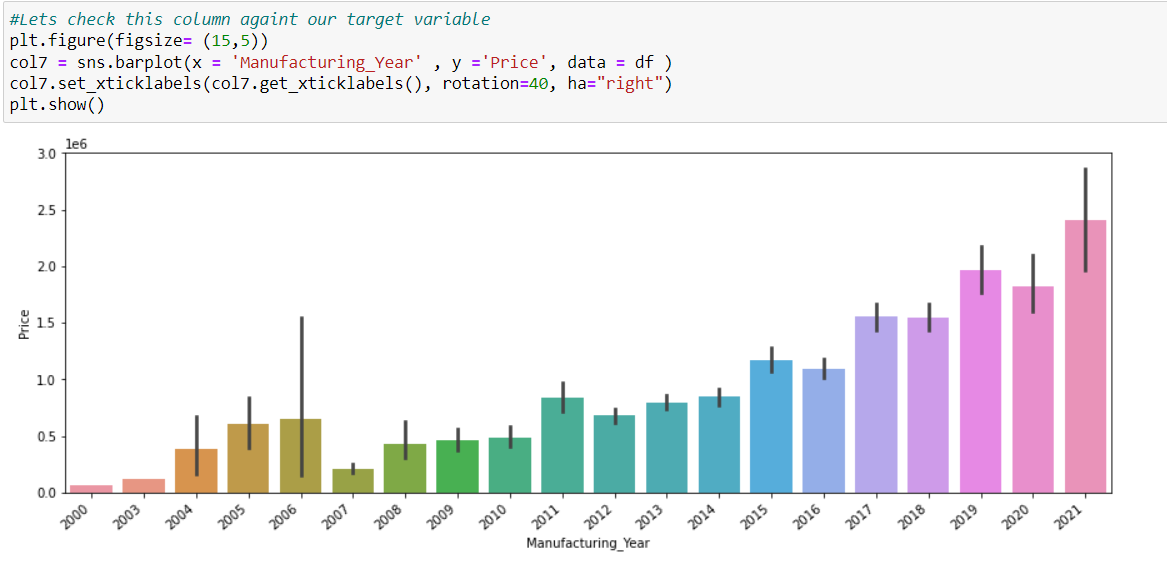 #Lets check this column againt our target variable
plt.figure(figsize= (15,5))
col7 = sns.barplot(x = 'Manufacturing_Year' , y ='Price', data = df )
col7.set_xticklabels(col7.get_xticklabels(), rotation=40, ha="right")
plt.show()
1e6
3.0
2.5
2.0
1.5
1.0
0.5
0.0
Price
2000 2003 2004 2005 2006 2007 2008 2009 2010 2011 2012 2013 2014 2015 2016 2017 2018 2019 2020 2021
Manufacturing_Year